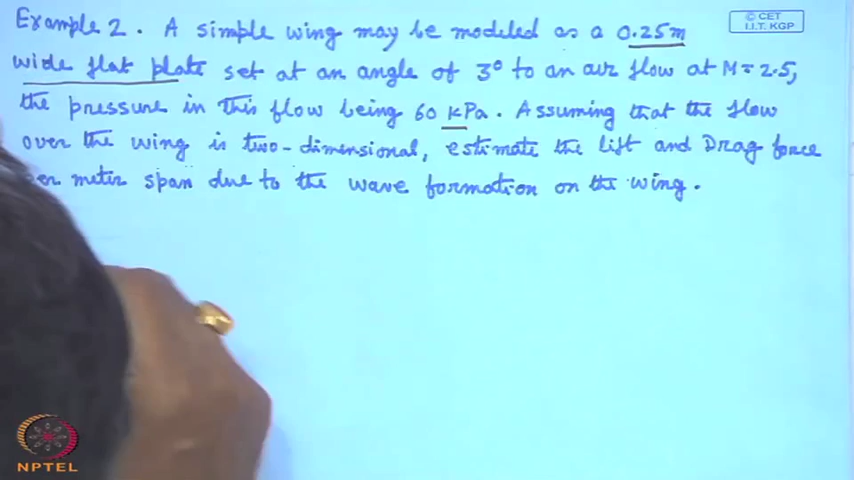 Example 2. A simple wing may be modeled as a 0.25m
wide flat plate set at an angle of 3° to an air flow at M = 2.5,
the pressure in this flow being 60 kPa. Assuming that the flow
over the wing is two-dimensional, estimate the lift and Drag force
meter span due to the wave formation on the wing.
© CET
I.I.T. KGP
NPTEL